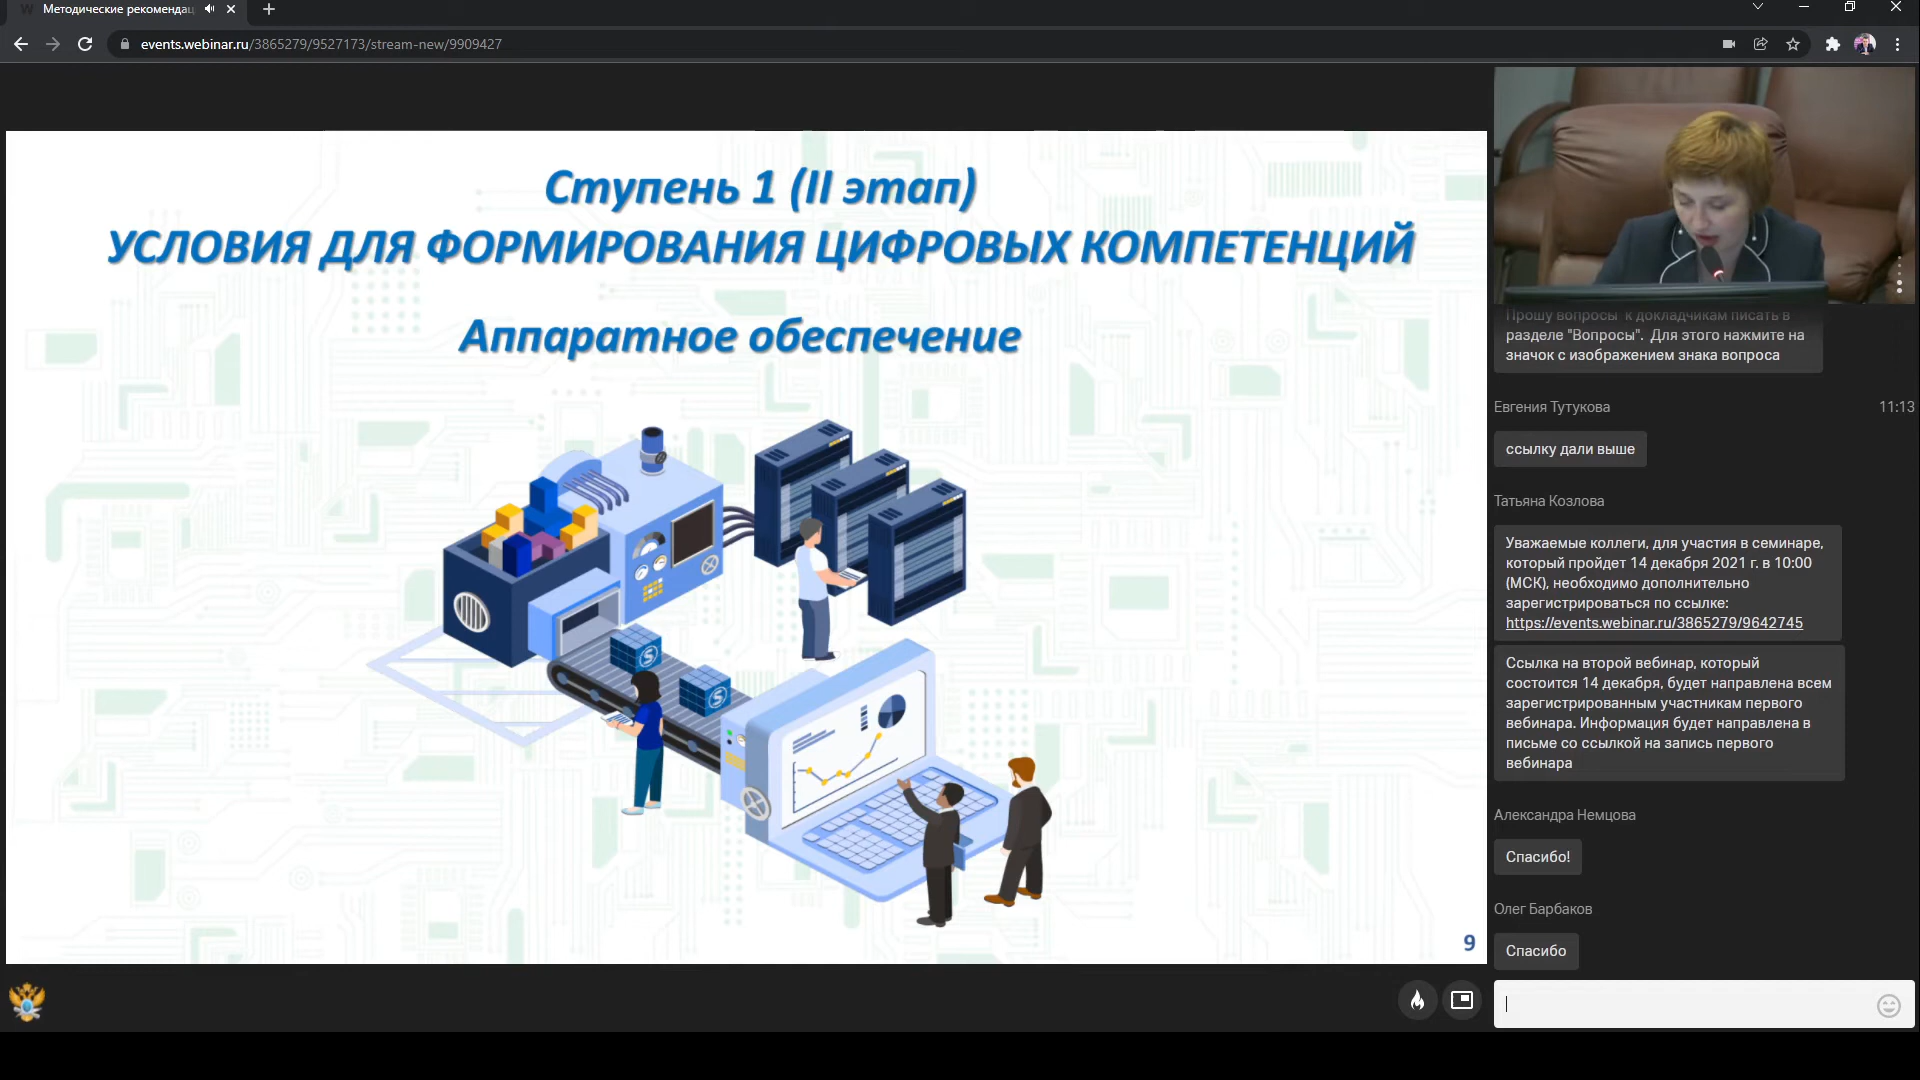 Методические рекомендац
events.webinar.ru/3865279/9527173/stream-new/9909427
Ступень 1 (II этап)
УСЛОВИЯ ДЛЯ ФОРМИРОВАНИЯ ЦИФРОВЫХ КОМПЕТЕНЦИЙ
Аппаратное обеспечение
9
Прошу вопросы к докладчикам писать в
разделе "Вопросы". Для этого нажмите на
значок с изображением знака вопроса
Евгения Тутукова 11:13
ссылку дали выше
Татьяна Козлова
Уважаемые коллеги, для участия в семинаре,
который пройдет 14 декабря 2021 г. в 10:00
(МСК), необходимо дополнительно
зарегистрироваться по ссылке:
https://events.webinar.ru/3865279/9642745
Ссылка на второй вебинар, который
состоится 14 декабря, будет направлена всем
зарегистрированным участникам первого
вебинара. Информация будет направлена в
письме со ссылкой на запись первого
вебинара
Александра Немцова
Спасибо!
Олег Барбаков
Спасибо